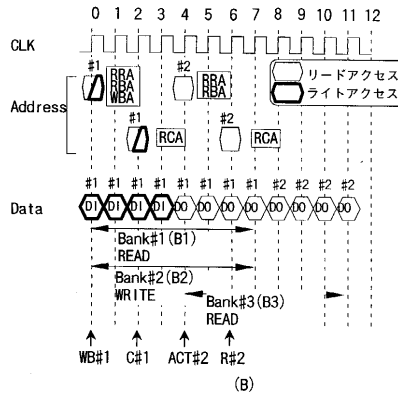 0 1 2 3 4 5 6 7 8 9 10 11 12
CLK
#1 RRA RBA WBA #2 RRA RBA
リードアクセス
ライトアクセス
Address
#1 RCA #2 RCA
#1 #1 #1 #1 #1 #1 #1 #1 #2 #2 #2 #2
Data DI DI DI DI DO DO DO DO DO DO DO DO
Bank#1(B1)
READ
Bank#2(B2)
WRITE
Bank#3(B3)
READ
WB#1 C#1 ACT#2 R#2
(B)